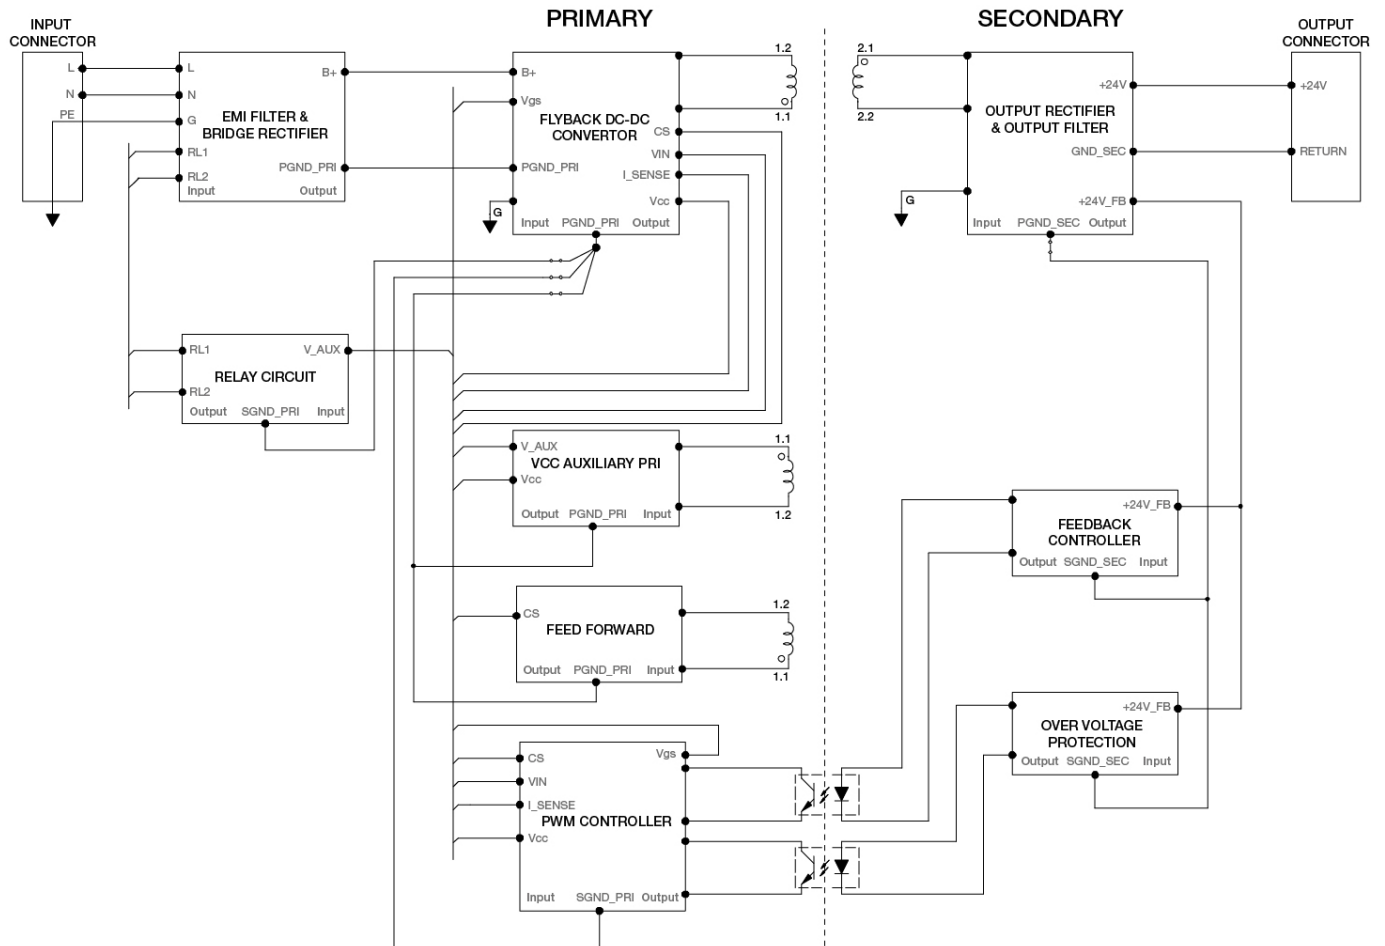 PRIMARY
SECONDARY
INPUT
CONNECTOR
L
N
PE
L
N
G
RL1
RL2
Input
B+
EMI FILTER &
BRIDGE RECTIFIER
PGND_PRI
Output
B+
Vgs
FLYBACK DC-DC
CONVERTOR
CS
VIN
I_SENSE
Vcc
PGND_PRI
G
Input
PGND_PRI
Output
1.2
1.1
2.1
2.2
OUTPUT RECTIFIER
& OUTPUT FILTER
+24V
GND_SEC
+24V_FB
G
Input
PGND_SEC
Output
OUTPUT
CONNECTOR
+24V
RETURN
RL1
V_AUX
RELAY CIRCUIT
RL2
Output
SGND_PRI
Input
V_AUX
VCC AUXILIARY PRI
Vcc
Output
PGND_PRI
Input
1.1
1.2
CS
FEED FORWARD
Output
PGND_PRI
Input
1.2
1.1
Vgs
CS
VIN
I_SENSE
PWM CONTROLLER
Vcc
Input
SGND_PRI
Output
+24V_FB
FEEDBACK
CONTROLLER
Output
SGND_SEC
Input
+24V_FB
OVER VOLTAGE
PROTECTION
Output
SGND_SEC
Input